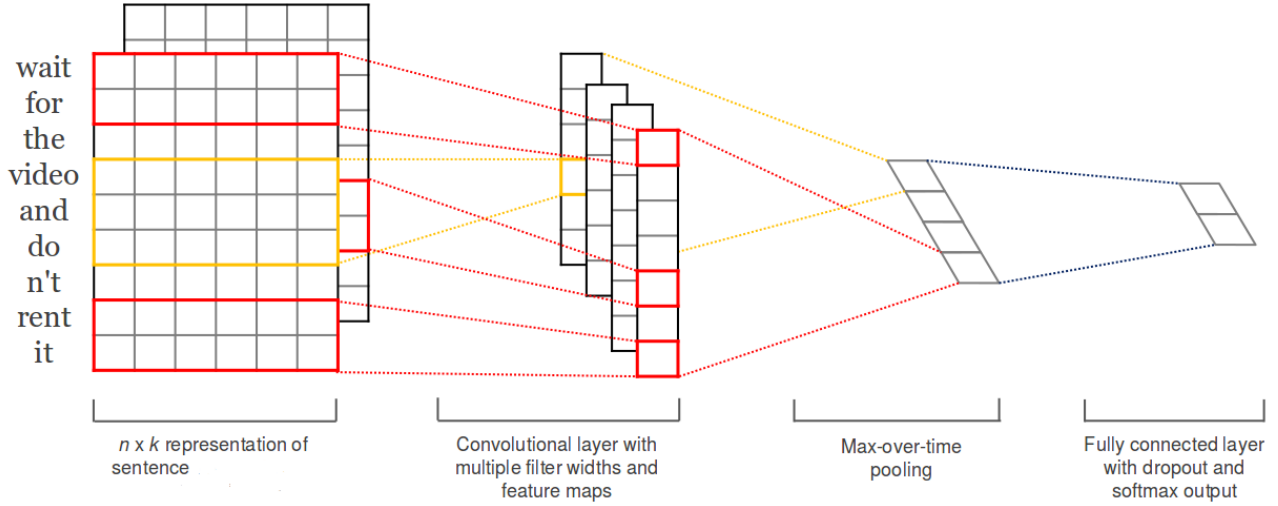 wait
for
the
video
and
do
n't
rent
it
n x k representation of
sentence
Convolutional layer with
multiple filter widths and
feature maps
Max-over-time
pooling
Fully connected layer
with dropout and
softmax output